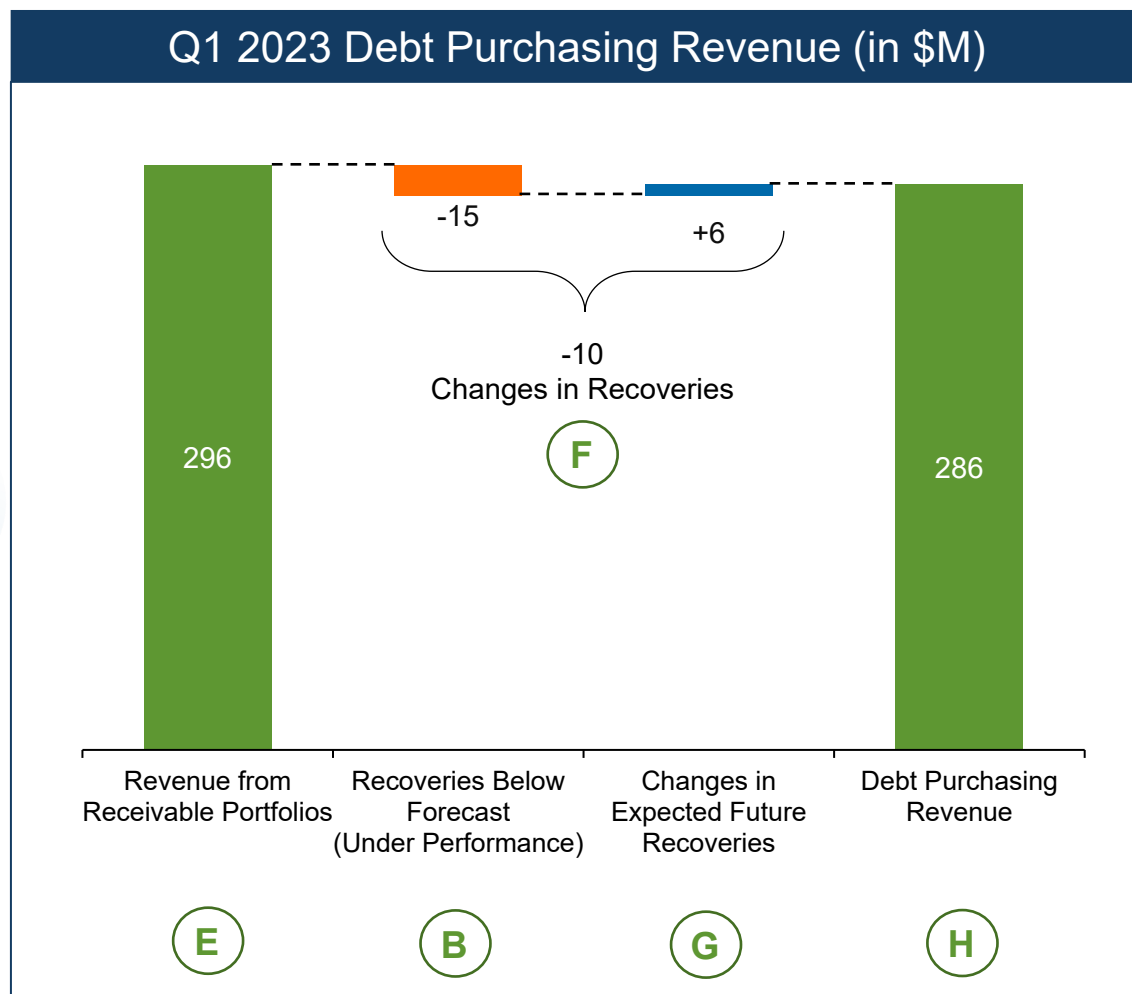 Q1 2023 Debt Purchasing Revenue (in $M)
-15
+6
-10
Changes in Recoveries
F
296
286
Revenue from
Receivable Portfolios
Recoveries Below
Forecast
(Under Performance)
Changes in
Expected Future
Recoveries
Debt Purchasing
Revenue
E
B
G
H